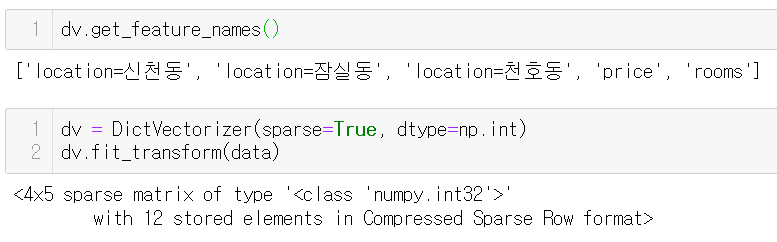 1 dv.get_feature_names()
['location=신천동', 'location=잠실동', 'location=천호동', 'price', 'rooms']
1 dv = DictVectorizer(sparse=True, dtype=np.int)
2 dv.fit_transform(data)
<4x5 sparse matrix of type '<class 'numpy.int32'>'
with 12 stored elements in Compressed Sparse Row format>